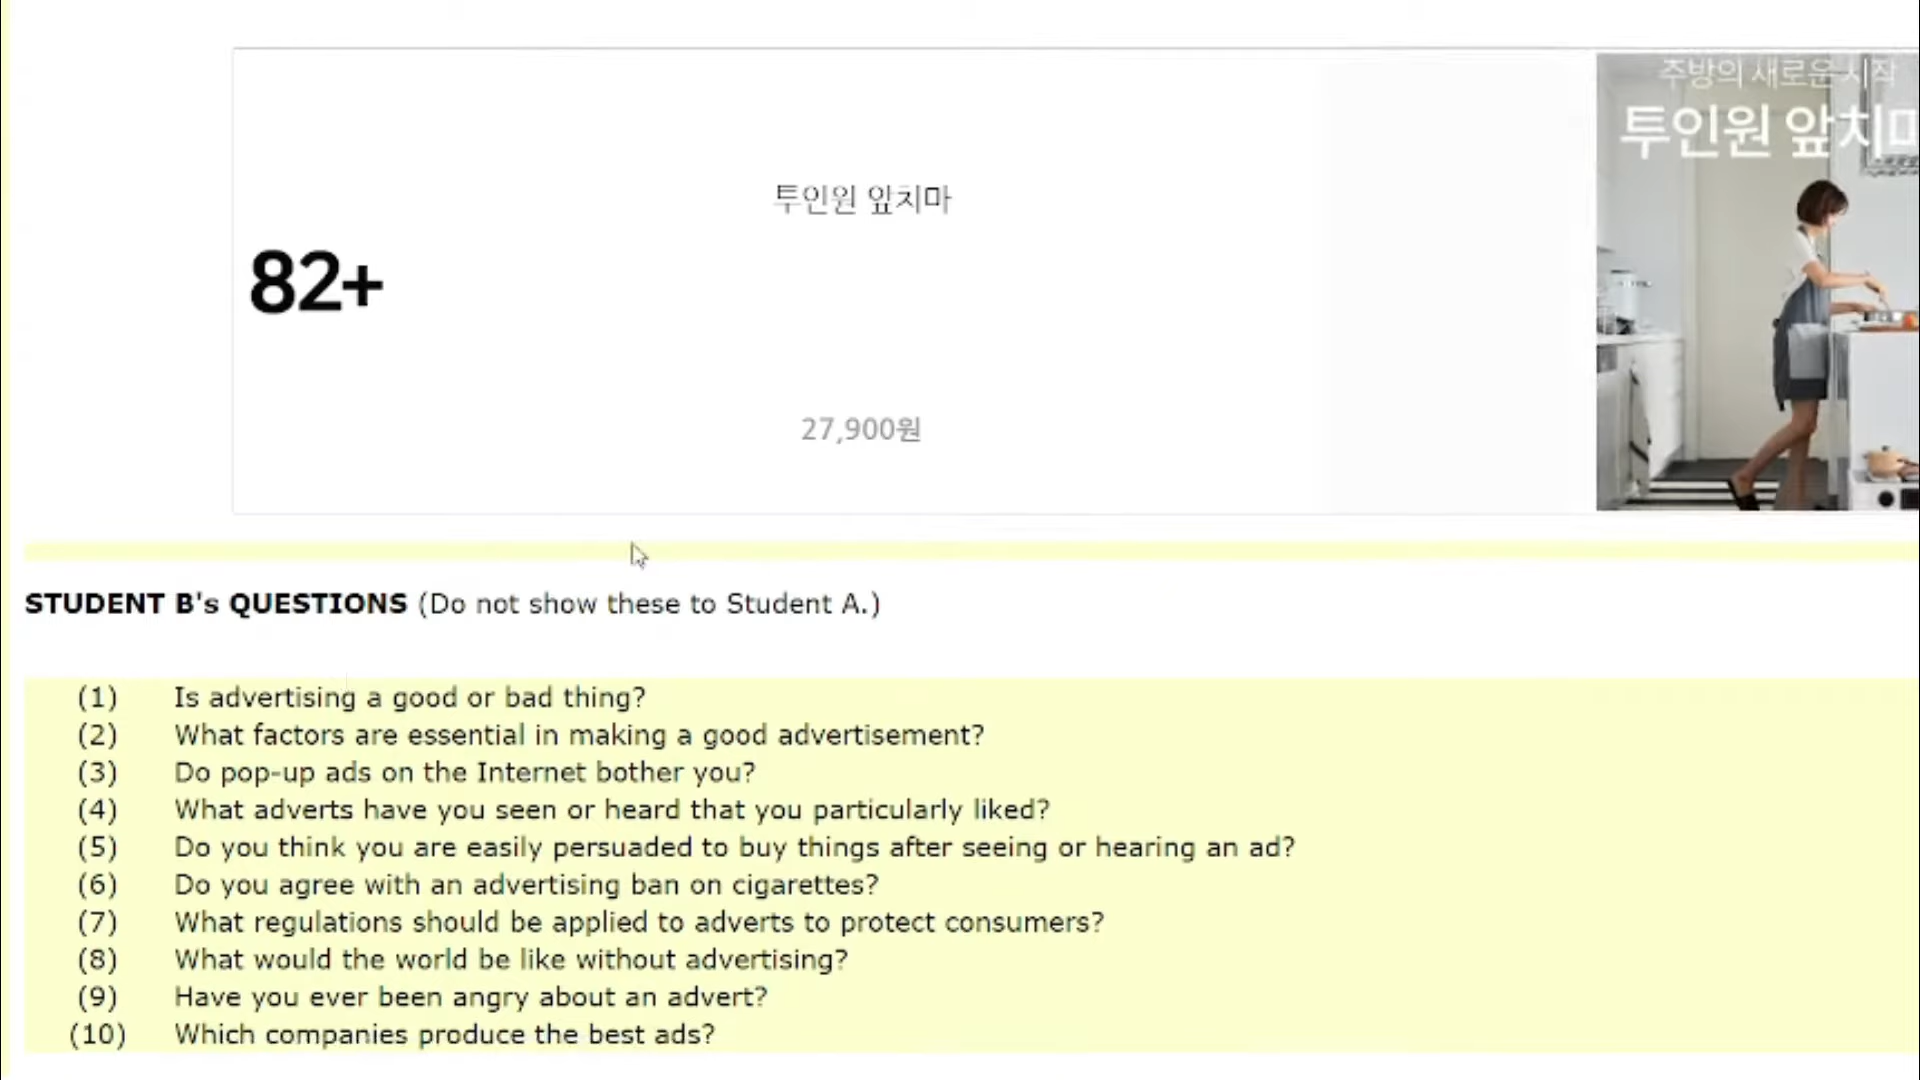 주방의 새로운 시작
투인원 앞치마
투인원 앞치마
82+
27,900원
STUDENT B's QUESTIONS (Do not show these to Student A.)
(1) Is advertising a good or bad thing?
(2) What factors are essential in making a good advertisement?
(3) Do pop-up ads on the Internet bother you?
(4) What adverts have you seen or heard that you particularly liked?
(5) Do you think you are easily persuaded to buy things after seeing or hearing an ad?
(6) Do you agree with an advertising ban on cigarettes?
(7) What regulations should be applied to adverts to protect consumers?
(8) What would the world be like without advertising?
(9) Have you ever been angry about an advert?
(10) Which companies produce the best ads?